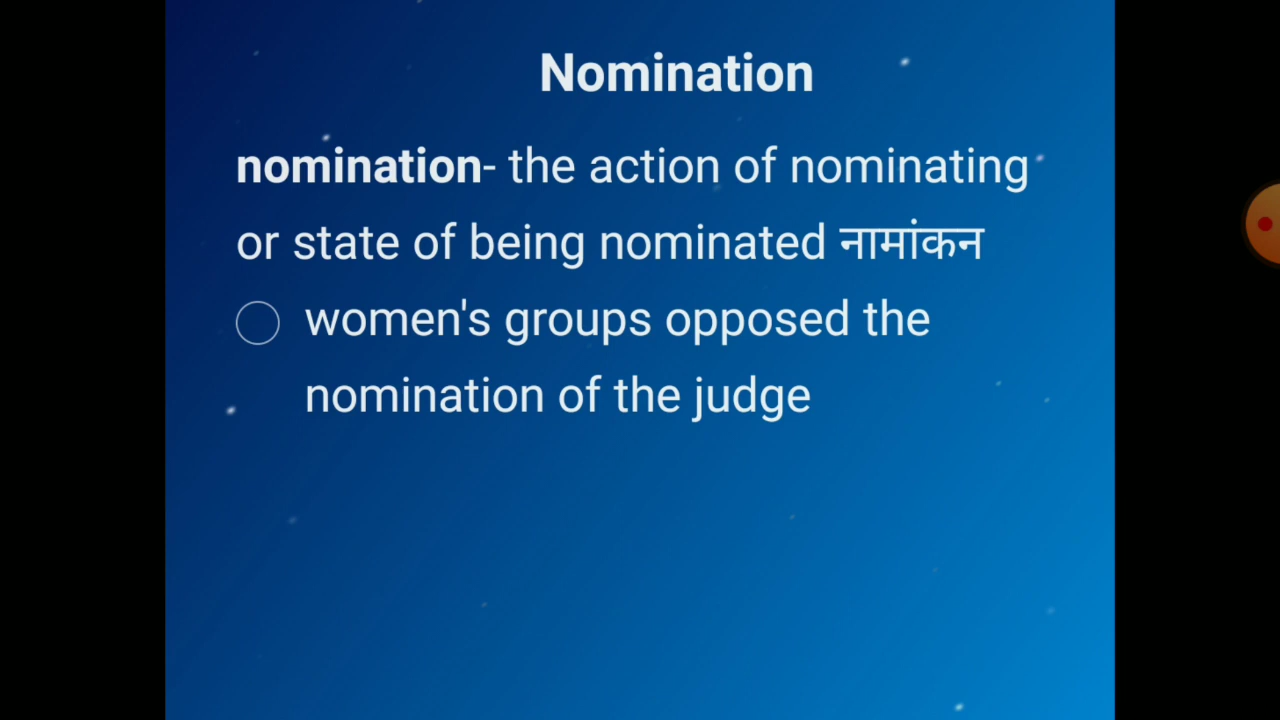 Nomination
nomination- the action of nominating
or state of being nominated नामांकन
women's groups opposed the
nomination of the judge